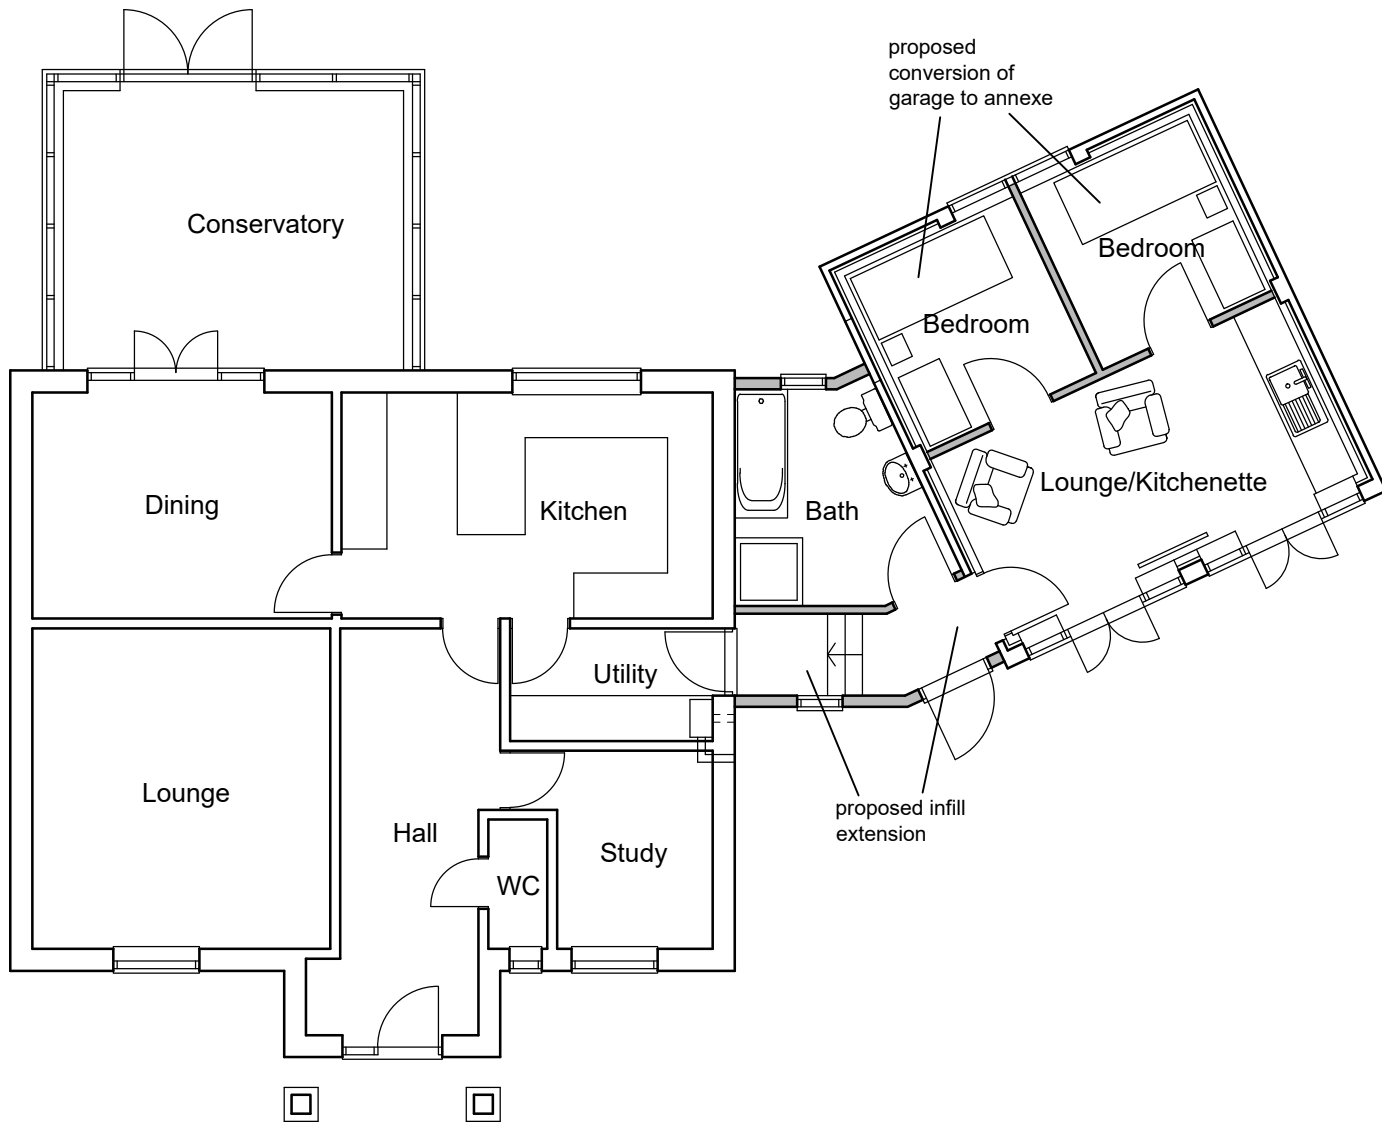 proposed
conversion of
garage to annexe
Conservatory
Bedroom
Bedroom
Lounge/Kitchenette
Dining
Kitchen
Bath
Utility
Lounge
proposed infill
extension
Hall
Study
WC